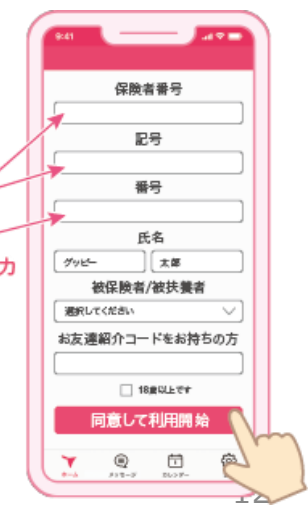 9:41
保険者番号
記号
番号
カ
氏名
グッピー 太郎
被保険者/被扶養者
選択してください
お友達紹介コードをお持ちの方
18歳以上です
同意して利用開始
ホーム メッセージ カレンダー
12